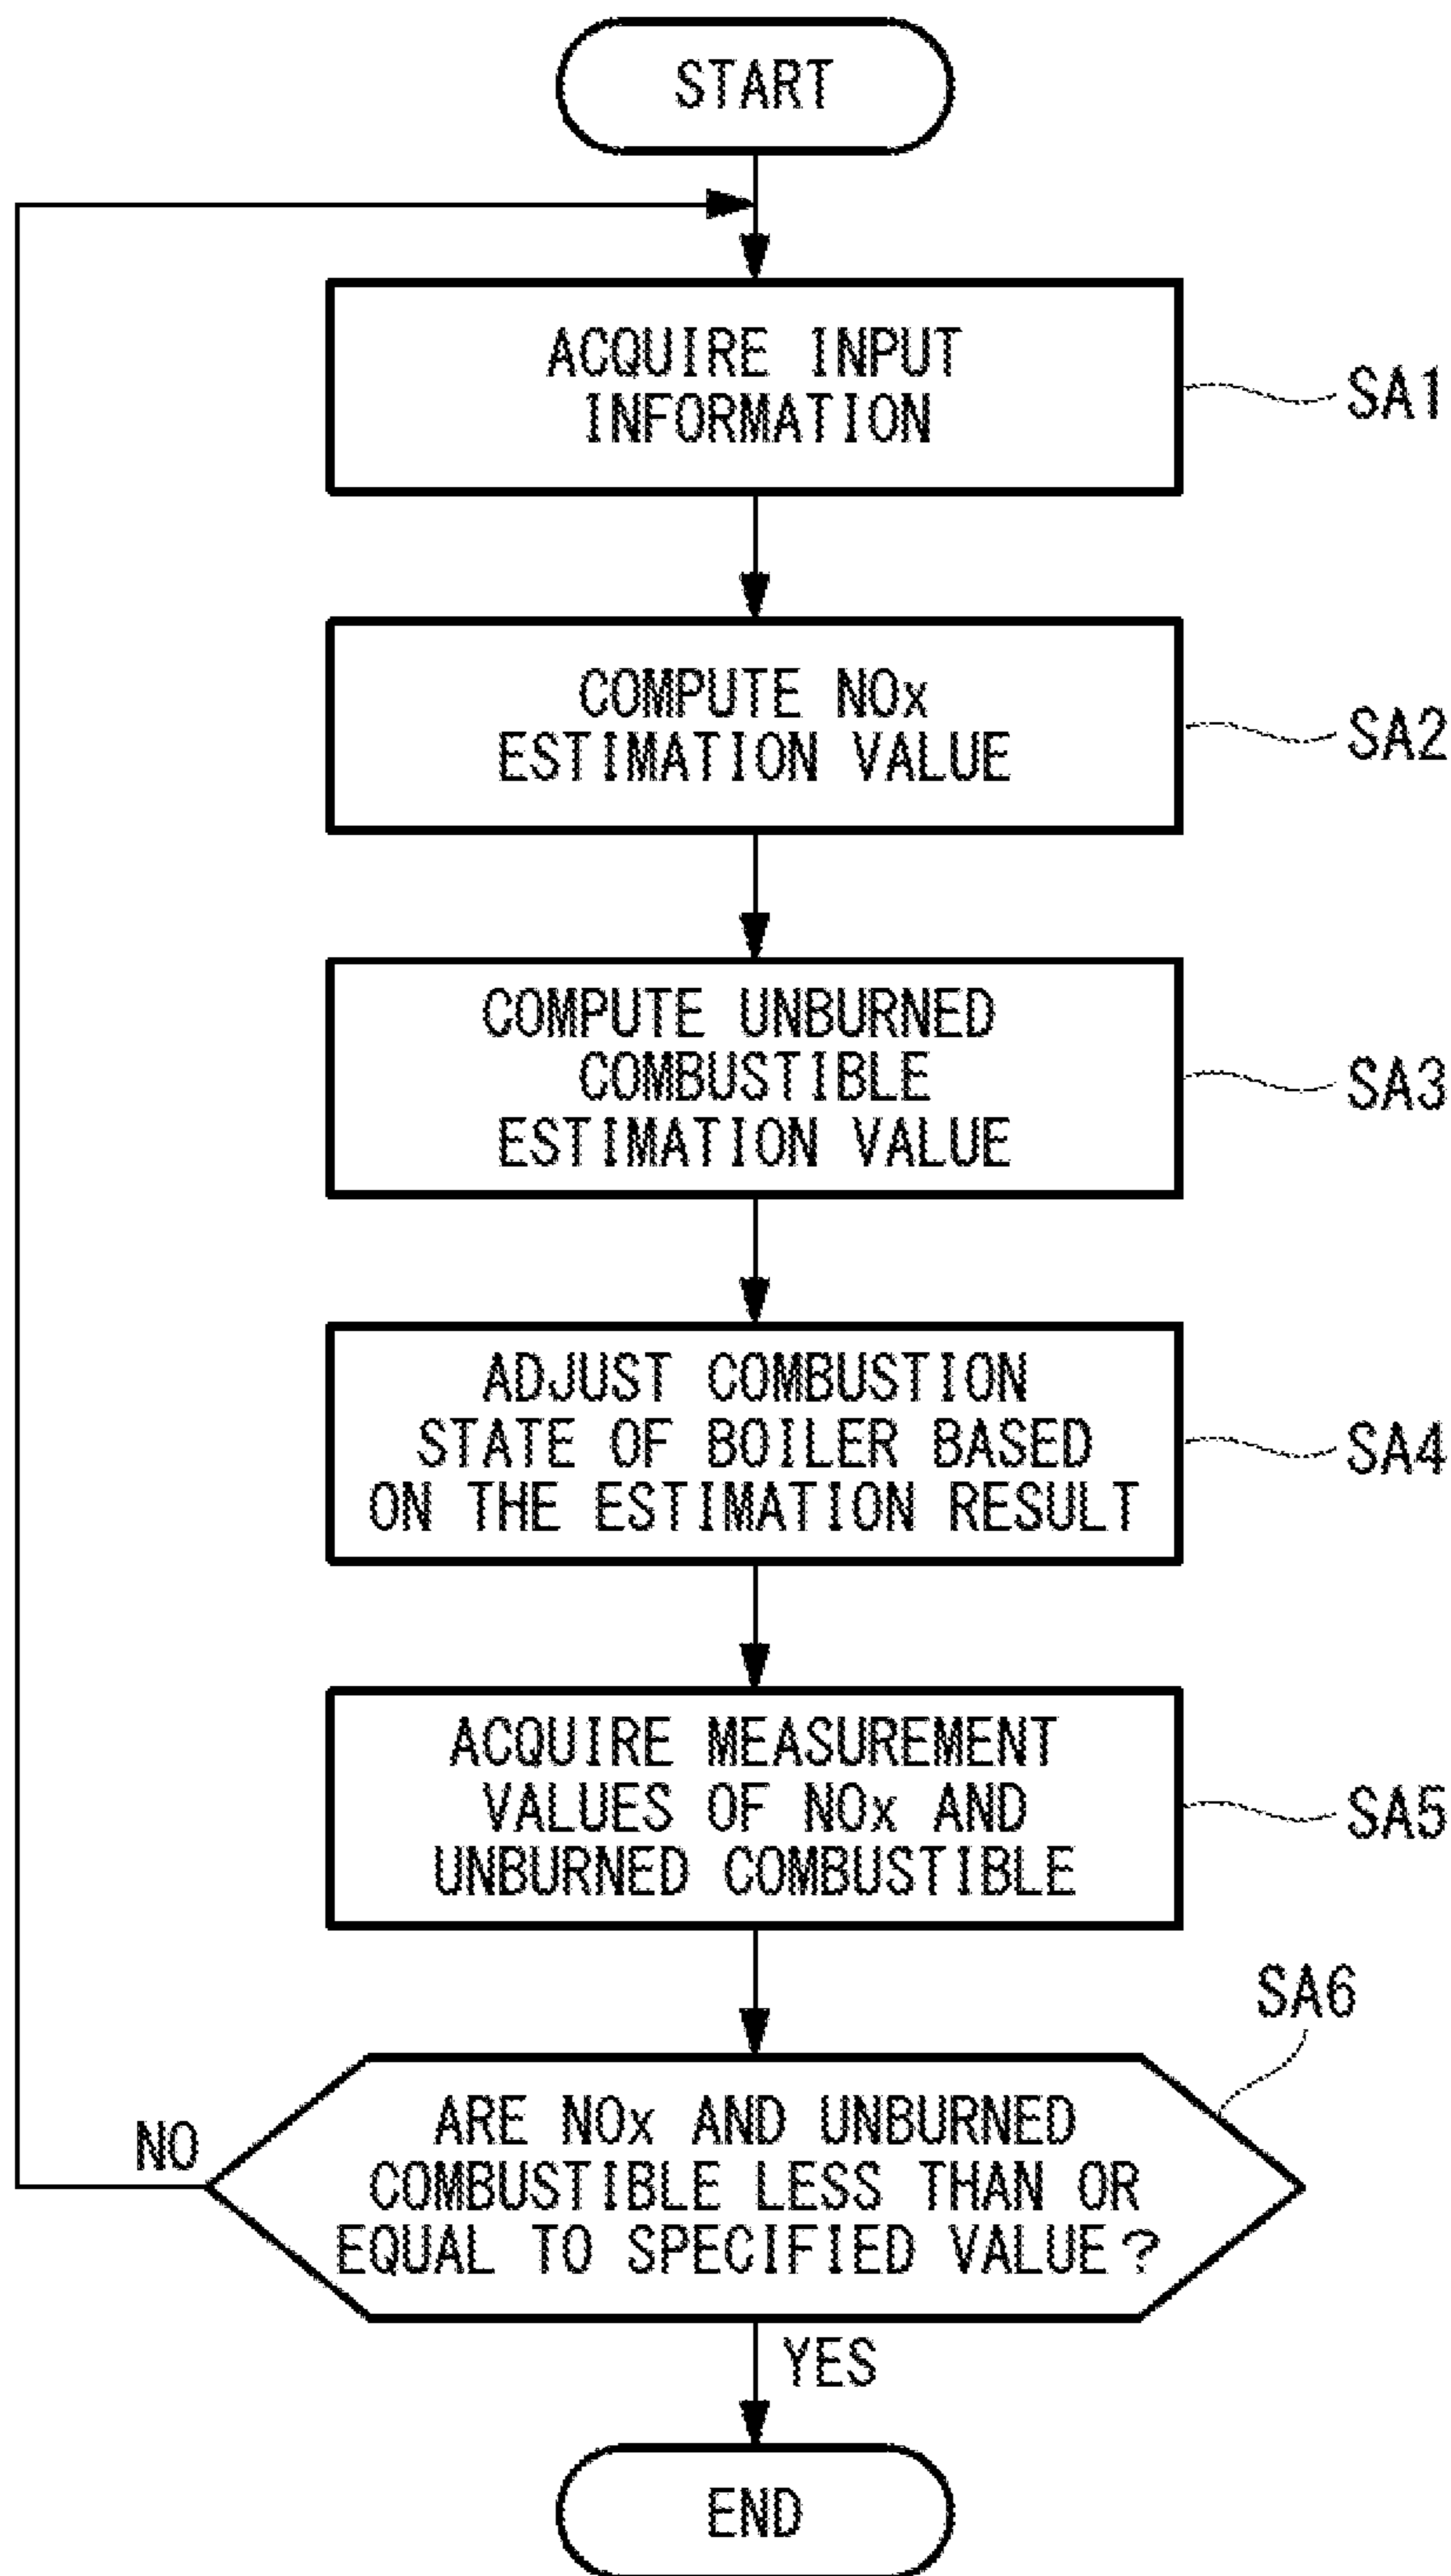 START
ACQUIRE INPUT
INFORMATION
SA1
COMPUTE NOx
ESTIMATION VALUE
SA2
COMPUTE UNBURNED
COMBUSTIBLE
ESTIMATION VALUE
SA3
ADJUST COMBUSTION
STATE OF BOILER BASED
ON THE ESTIMATION RESULT
SA4
ACQUIRE MEASUREMENT
VALUES OF NOx AND
UNBURNED COMBUSTIBLE
SA5
SA6
ARE NOx AND UNBURNED
COMBUSTIBLE LESS THAN OR
EQUAL TO SPECIFIED VALUE?
NO
YES
END